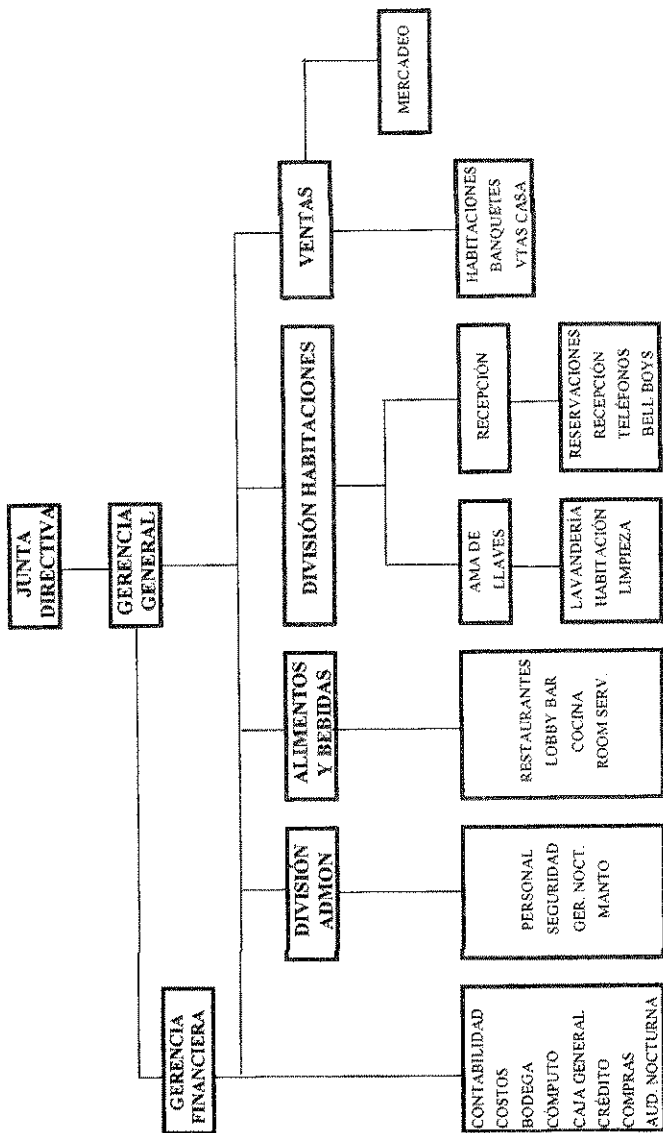 JUNTA
DIRECTIVA
GERENCIA
GENERAL
GERENCIA
FINANCIERA
DIVISIÓN
ADMON
ALIMENTOS
Y BEBIDAS
DIVISIÓN HABITACIONES
VENTAS
MERCADEO
AMA DE
LLAVES
RECEPCIÓN
CONTABILIDAD
COSTOS
BODEGA
CÓMPUTO
CAJA GENERAL
CRÉDITO
COMPRAS
AUD. NOCTURNA
PERSONAL
SEGURIDAD
GER. NOCT.
MANTO
RESTAURANTES
LOBBY BAR
COCINA
ROOM SERV.
LAVANDERÍA
HABITACIÓN
LIMPIEZA
RESERVACIONES
RECEPCIÓN
TELÉFONOS
BELL BOYS
HABITACIONES
BANQUETES
VTAS CASA